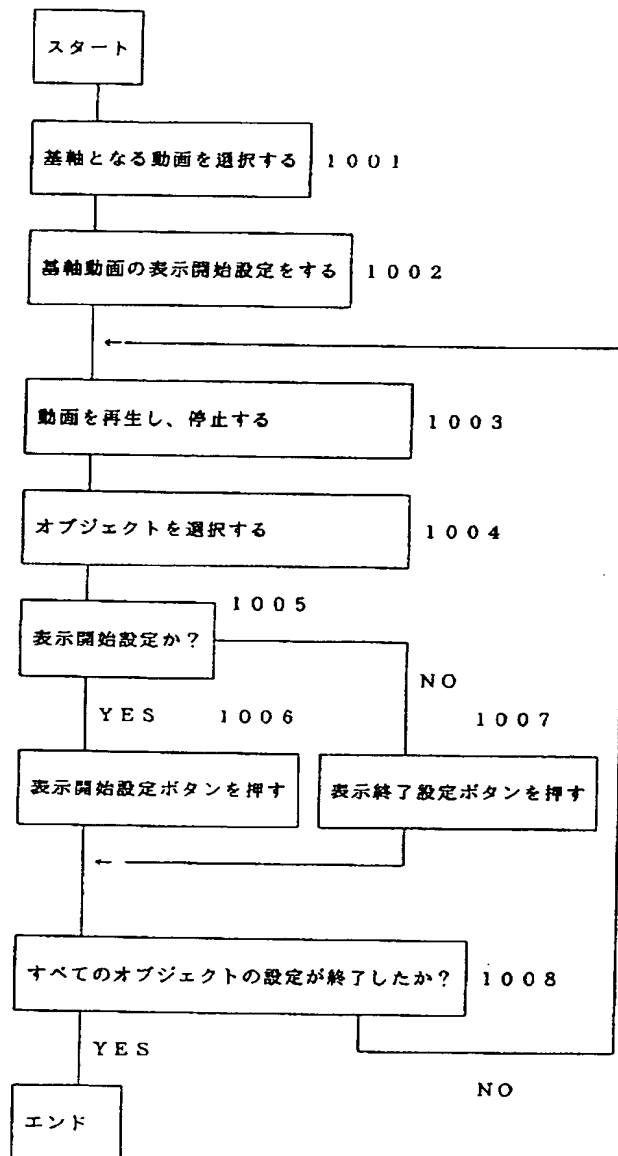 スタート
基軸となる動画を選択する 1001
基軸動画の表示開始設定をする 1002
←
動画を再生し、停止する 1003
オブジェクトを選択する 1004
1005
表示開始設定か？
NO
YES 1006 1007
表示開始設定ボタンを押す 表示終了設定ボタンを押す
←
すべてのオブジェクトの設定が終了したか？ 1008
YES
NO
エンド